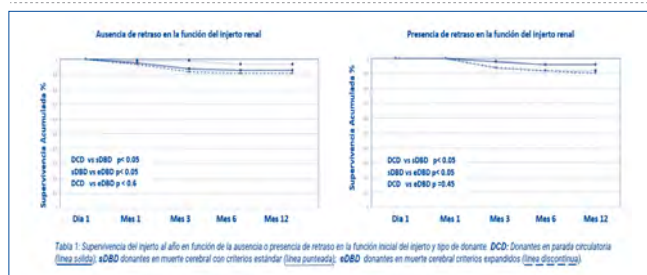 Ausencia de retraso en la función del injerto renal
Supervivencia Acumulada %
DCD vs sDBD p< 0.05
sDBD vs eDBD p< 0.05
DCD vs eDBD p < 0.6
Día 1 Mes 1 Mes 3 Mes 6 Mes 12
Presencia de retraso en la función del injerto renal
Supervivencia Acumulada %
DCD vs sDBD p< 0.05
sDBD vs eDBD p< 0.05
DCD vs eDBD p =0.45
Día 1 Mes 1 Mes 3 Mes 6 Mes 12
Tabla 1: Supervivencia del injerto al año en función de la ausencia o presencia de retraso en la función inicial del injerto y tipo de donante. DCD: Donantes en parada circulatoria
(línea sólida); sDBD donantes en muerte cerebral con criterios estándar (línea punteada); eDBD donantes en muerte cerebral criterios expandidos (línea discontinua).